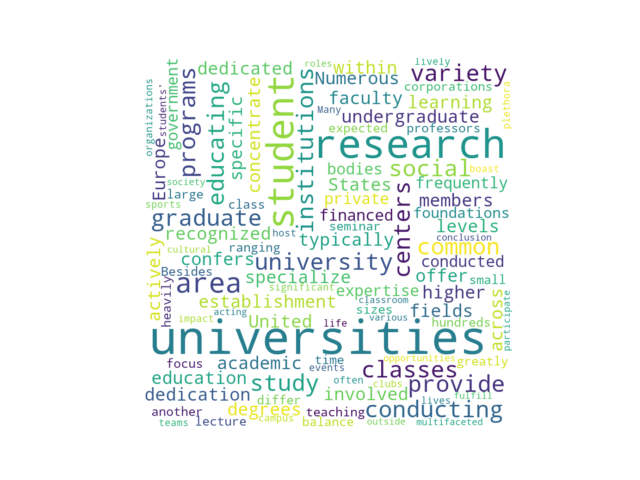 lively
roles
within
dedicated
Numerous
variety
government
programs
educating
specific
concentrate
student
institutions
corporations
faculty
learning
plethora
organizations
students'
Many
undergraduate
expected
professors
research
Europe
society
large
sports
class
bodies
social
boast
States
frequently
private
centers
members
graduate
financed
foundations
recognized
host
seminar
levels
ranging
typically
conclusion
cultural
confers
university
common
conducted
actively
Besides
specialize
offer
small
area
significant
expertise
higher
heavily
establishment
classroom
sizes
fields
across
participate
impact
acting
United
life
various
hundreds
universities
focus
academic
time
events
classes
opportunities
greatly
education
study
often
clubs
provide
dedication
differ
involved
lives
fulfill
another
degrees
teaching
conducting
teams
lecture
campus
balance
outside
multifaceted